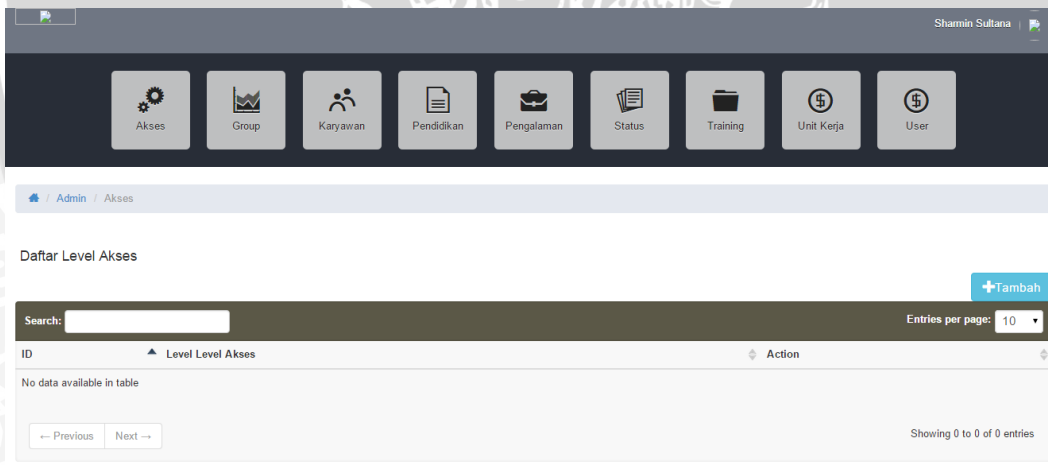 Sharmin Sultana |
Akses Group Karyawan Pendidikan Pengalaman Status Training Unit Kerja User
/ Admin / Akses
Daftar Level Akses
+Tambah
Search: Entries per page: 10
ID Level Level Akses Action
No data available in table
← Previous Next → Showing 0 to 0 of 0 entries